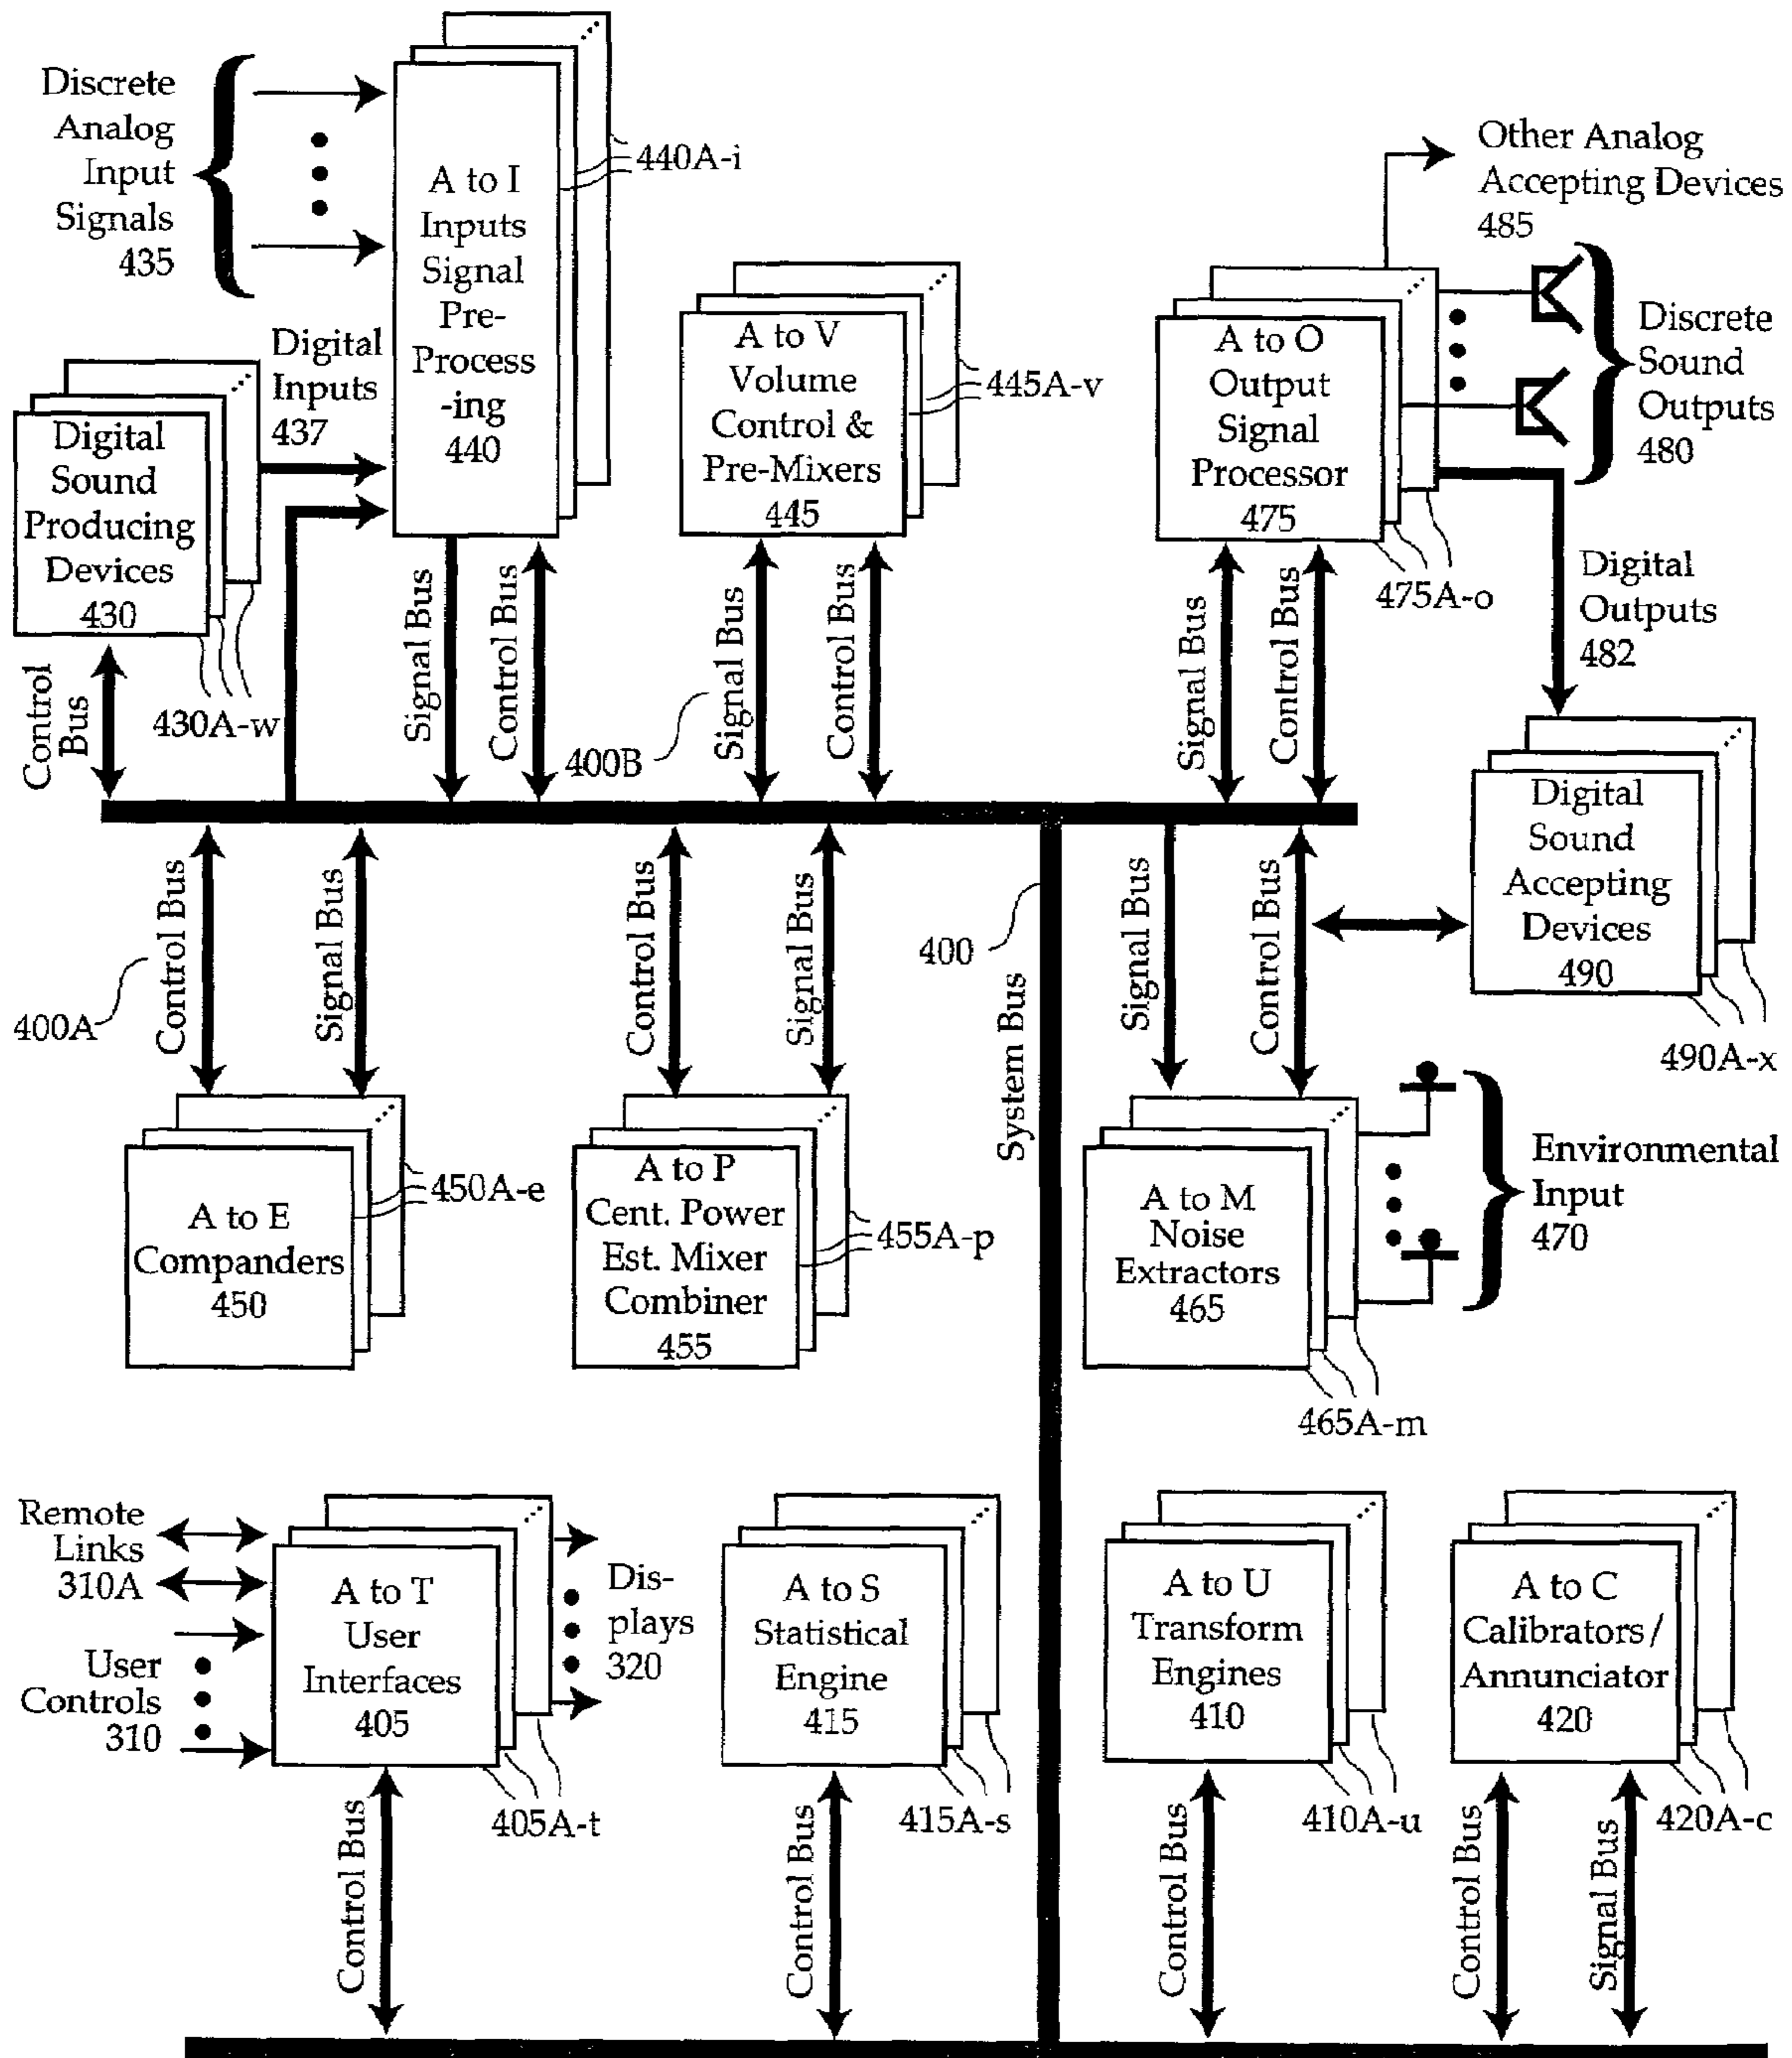 Discrete
Analog
Input
Signals
435
A to I
Inputs
Signal
Pre-
Process
-ing
440
440A-i
Digital
Inputs
437
Digital
Sound
Producing
Devices
430
430A-w
Control
Bus
Signal Bus
Control Bus
A to V
Volume
Control &
Pre-Mixers
445
445A-v
400B
Signal Bus
Control Bus
Other Analog
Accepting Devices
485
A to O
Output
Signal
Processor
475
475A-o
Discrete
Sound
Outputs
480
Digital
Outputs
482
Signal Bus
Control Bus
Digital
Sound
Accepting
Devices
490
490A-x
400A
Control Bus
Signal Bus
Control Bus
Signal Bus
400
System Bus
Signal Bus
Control Bus
A to E
Companders
450
450A-e
A to P
Cent. Power
Est. Mixer
Combiner
455
455A-p
A to M
Noise
Extractors
465
465A-m
Environmental
Input
470
Remote
Links
310A
User
Controls
310
A to T
User
Interfaces
405
405A-t
Dis-
plays
320
A to S
Statistical
Engine
415
415A-s
A to U
Transform
Engines
410
410A-u
A to C
Calibrators/
Annunciator
420
420A-c
Control Bus
Control Bus
Control Bus
Control Bus
Signal Bus